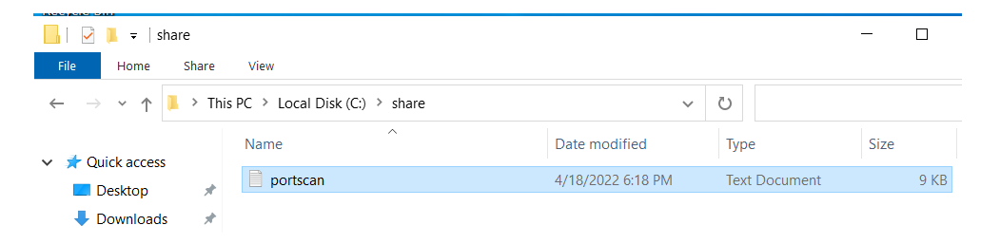 share
File Home Share View
This PC Local Disk (C:) share
Name Date modified Type Size
Quick access
portscan 4/18/2022 6:18 PM Text Document 9 KB
Desktop
Downloads